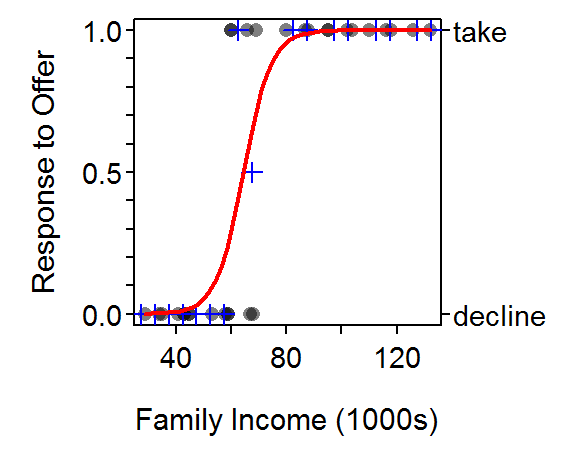 1.0
take
Response to Offer
0.5
0.0
decline
40 80 120
Family Income (1000s)